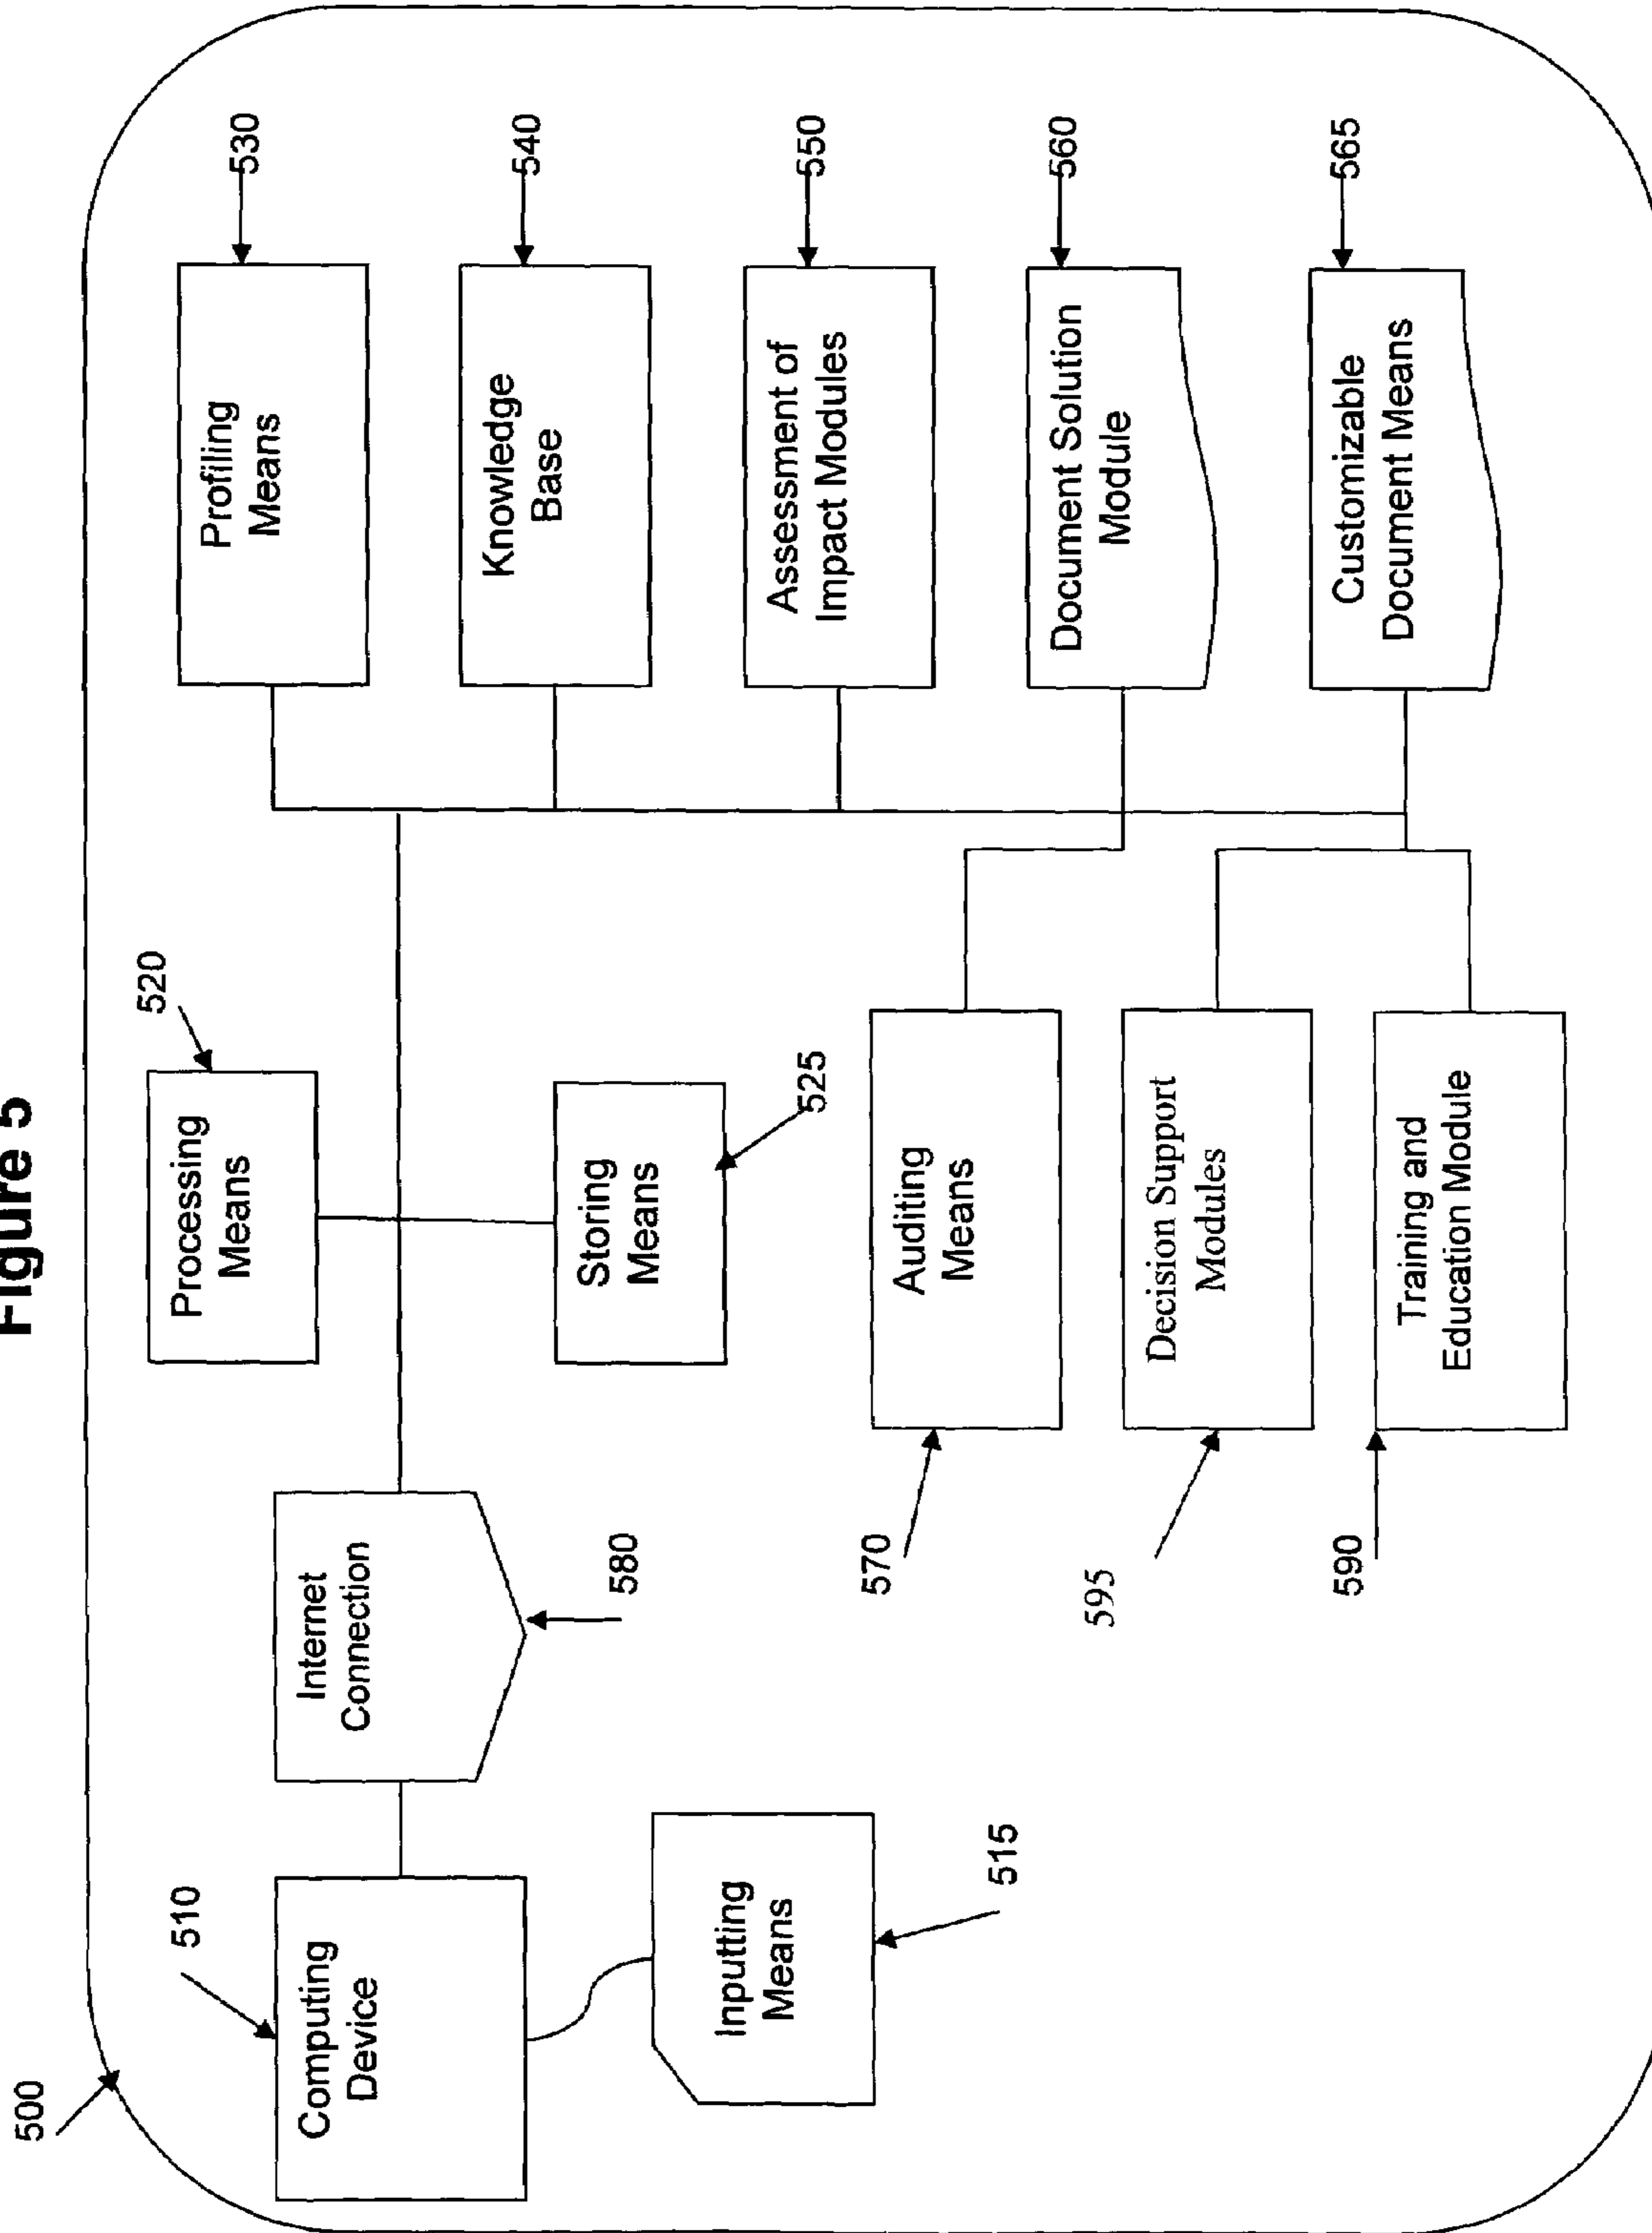 Figure 5
500
510
Computing
Device
Inputting
Means
515
Internet
Connection
580
520
Processing
Means
Storing
Means
525
530
Profiling
Means
540
Knowledge
Base
550
Assessment of
Impact Modules
560
Document Solution
Module
565
Customizable
Document Means
570
Auditing
Means
595
Decision Support
Modules
590
Training and
Education Module